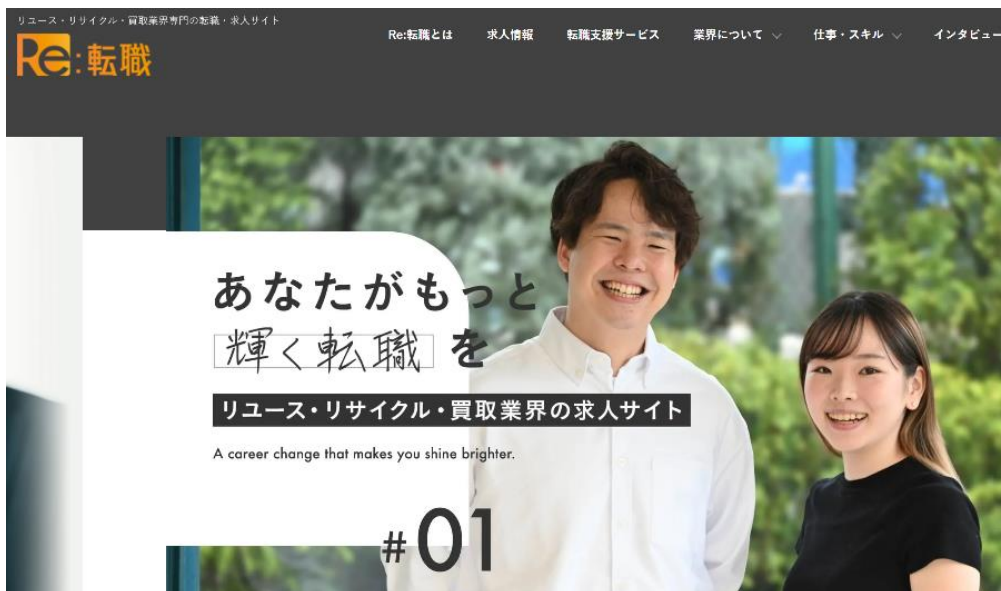 リユース・リサイクル・買取業界専門の転職・求人サイト
Re:転職
Re:転職とは 求人情報 転職支援サービス 業界について 仕事・スキル インタビュー
あなたがもっと
輝く転職を
リユース・リサイクル・買取業界の求人サイト
A career change that makes you shine brighter.
#01